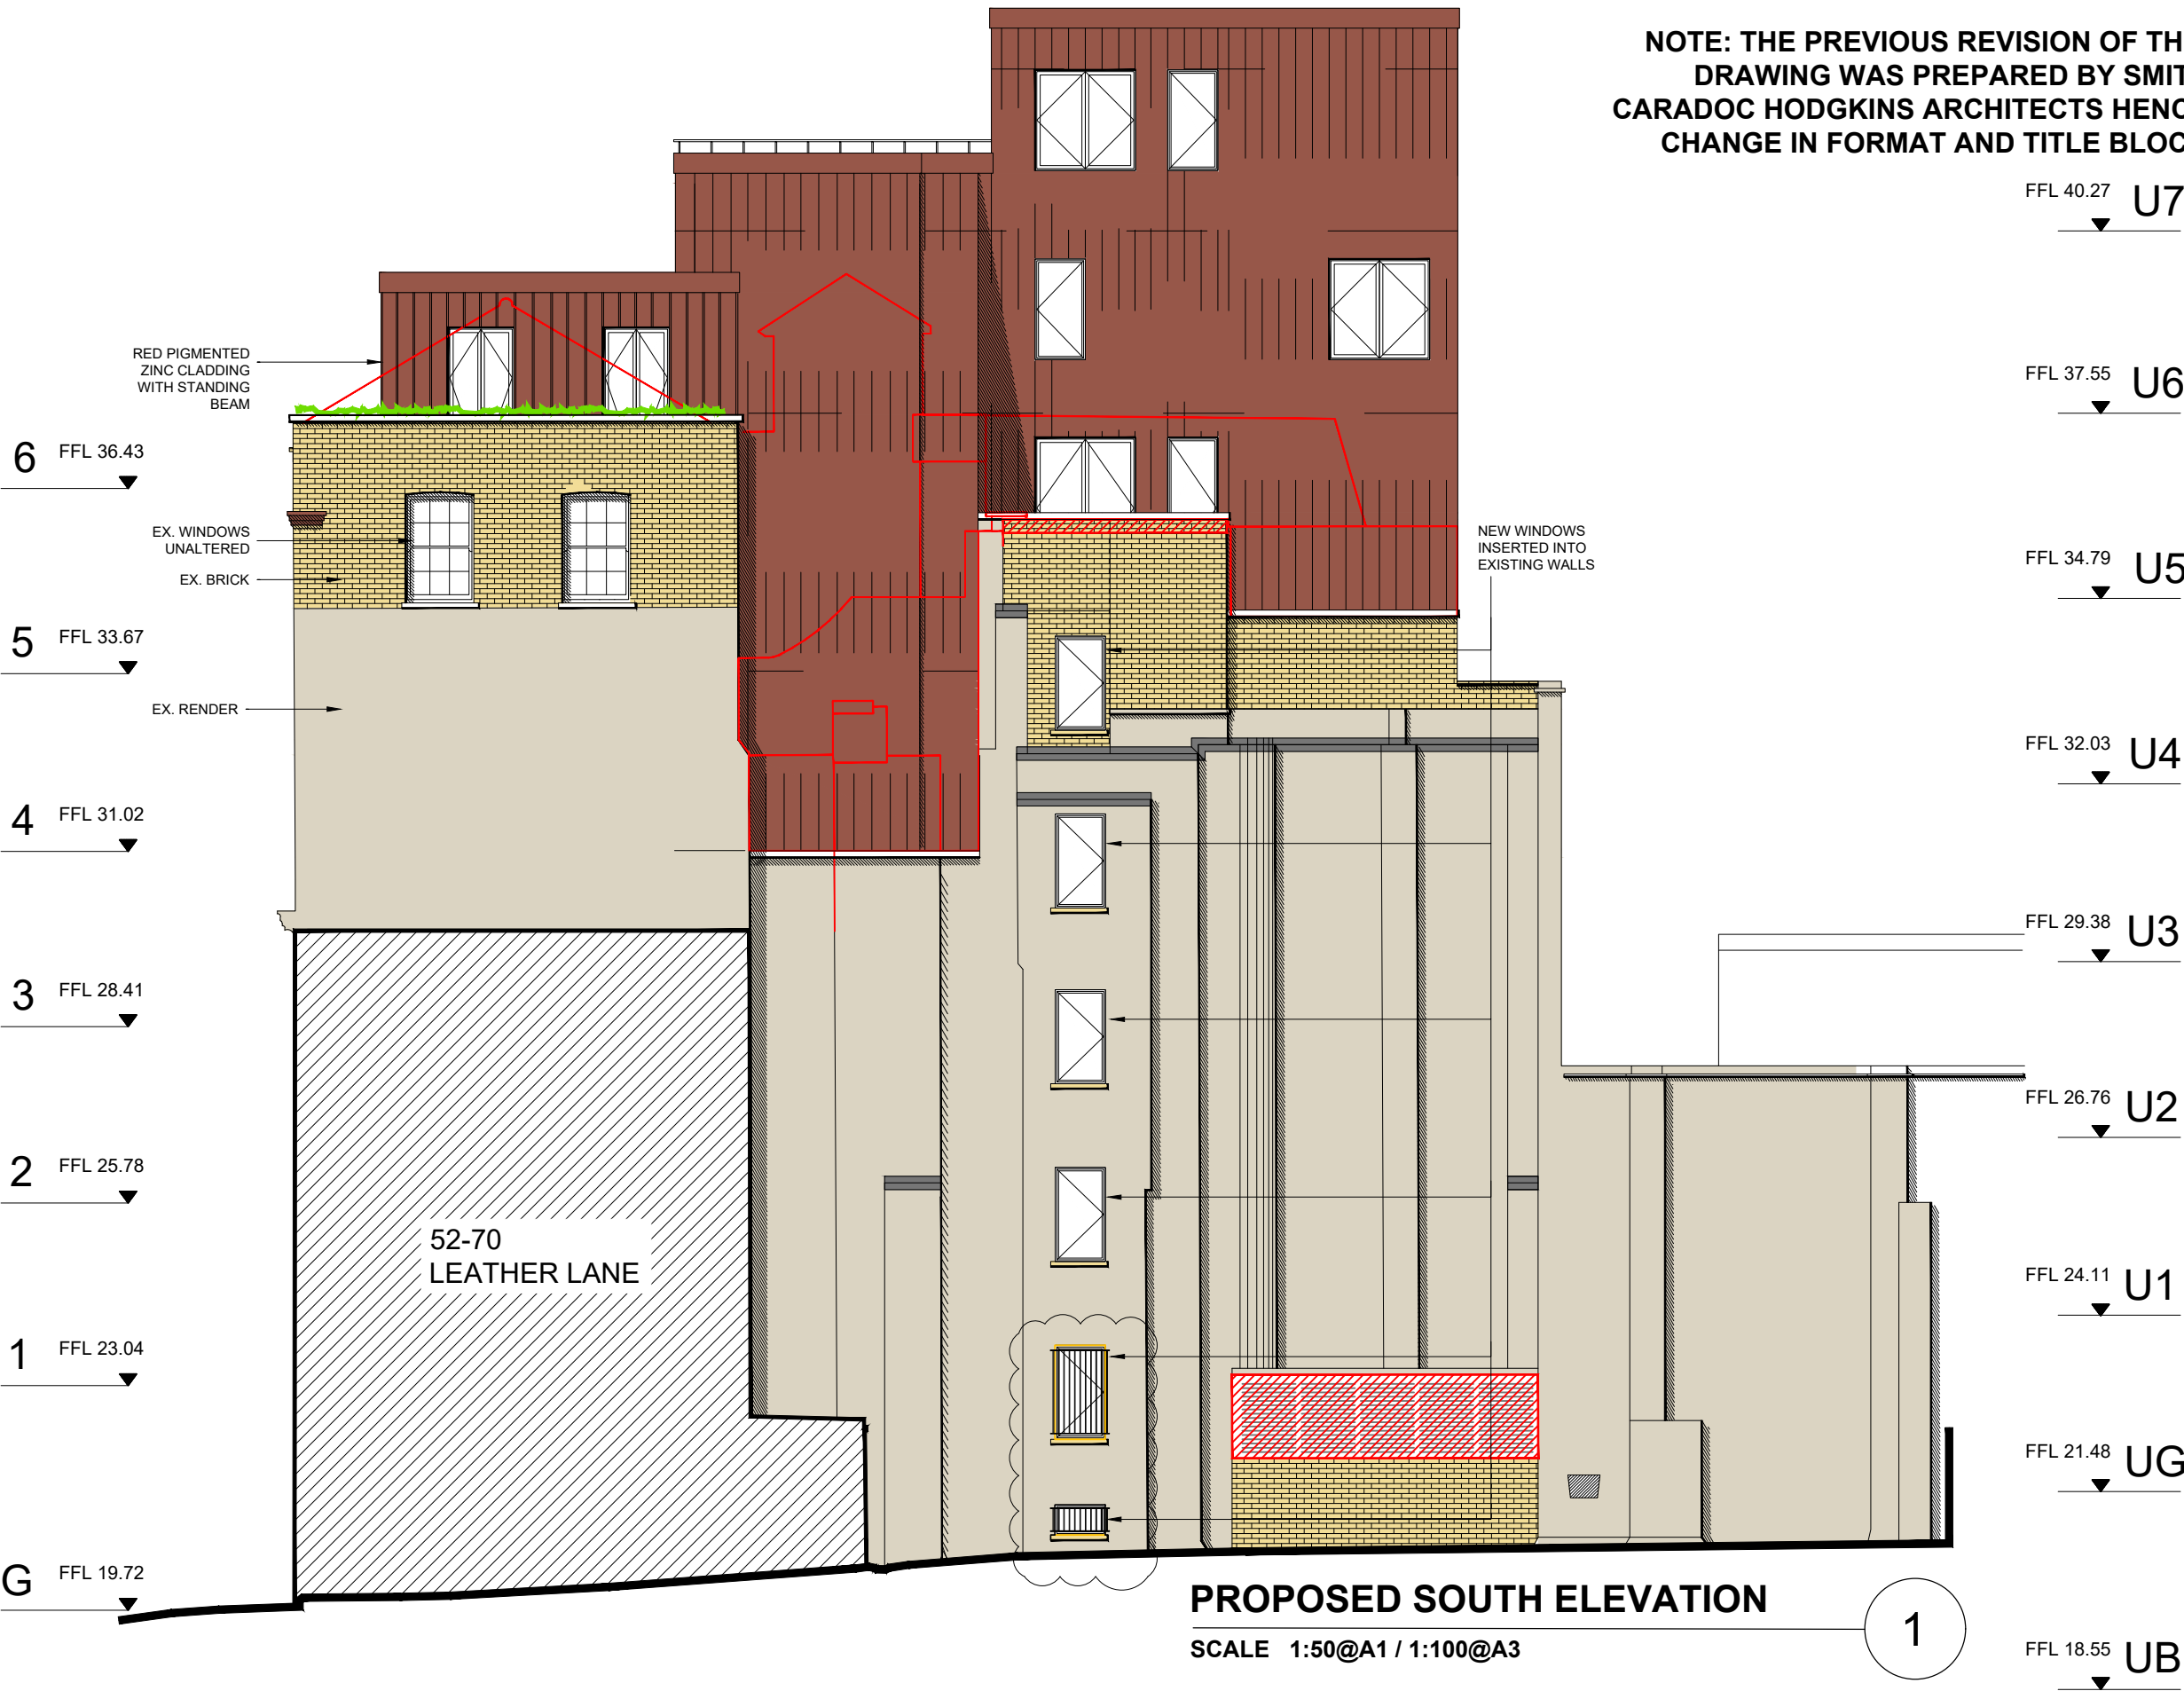 NOTE: THE PREVIOUS REVISION OF TH
DRAWING WAS PREPARED BY SMIT
CARADOC HODGKINS ARCHITECTS HENC
CHANGE IN FORMAT AND TITLE BLOC
FFL 40.27 U7
RED PIGMENTED
ZINC CLADDING
WITH STANDING
BEAM
FFL 37.55 U6
6 FFL 36.43
EX. WINDOWS
UNALTERED
EX. BRICK
NEW WINDOWS
INSERTED INTO
EXISTING WALLS
FFL 34.79 U5
5 FFL 33.67
EX. RENDER
FFL 32.03 U4
4 FFL 31.02
FFL 29.38 U3
3 FFL 28.41
FFL 26.76 U2
2 FFL 25.78
52-70
LEATHER LANE
FFL 24.11 U1
1 FFL 23.04
FFL 21.48 UG
G FFL 19.72
PROPOSED SOUTH ELEVATION
1
SCALE 1:50@A1 / 1:100@A3
FFL 18.55 UB